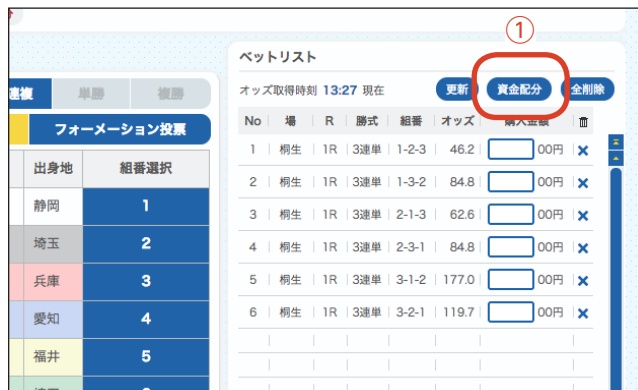 ①
ベットリスト
オッズ取得時刻 13:27 現在
更新 資金配分 全削除
連複 単勝 複勝
フォーメーション投票
出身地 組番選択
静岡 1
埼玉 2
兵庫 3
愛知 4
福井 5
No 場 R 勝式 組番 オッズ 購入金額
1 桐生 1R 3連単 1-2-3 46.2 00円 ×
2 桐生 1R 3連単 1-3-2 84.8 00円 ×
3 桐生 1R 3連単 2-1-3 62.6 00円 ×
4 桐生 1R 3連単 2-3-1 84.8 00円 ×
5 桐生 1R 3連単 3-1-2 177.0 00円 ×
6 桐生 1R 3連単 3-2-1 119.7 00円 ×